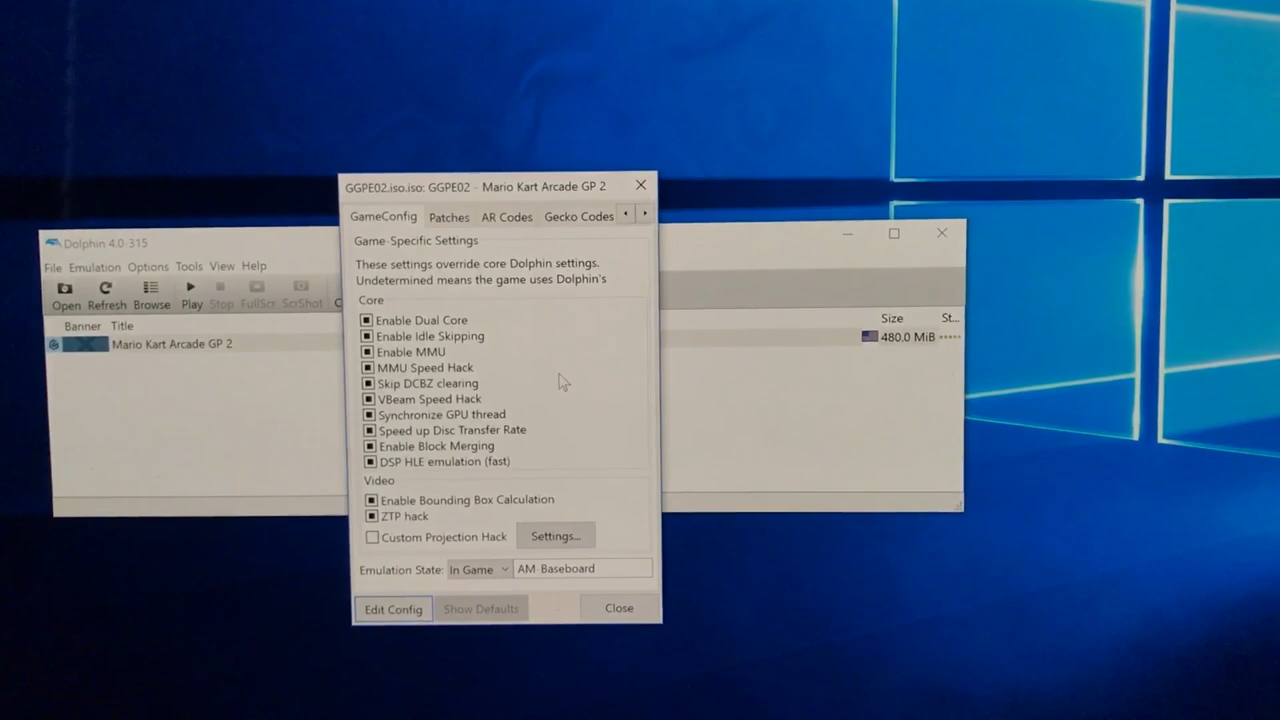 GGPE02.iso.iso: GGPE02 - Mario Kart Arcade GP 2
GameConfig Patches AR Codes Gecko Codes
Game-Specific Settings
These settings override core Dolphin settings.
Undetermined means the game uses Dolphin's
Core
Enable Dual Core
Enable Idle Skipping
Enable MMU
MMU Speed Hack
Skip DCBZ clearing
VBeam Speed Hack
Synchronize GPU thread
Speed up Disc Transfer Rate
Enable Block Merging
DSP HLE emulation (fast)
Video
Enable Bounding Box Calculation
ZTP hack
Custom Projection Hack Settings...
Emulation State: In Game AM-Baseboard
Edit Config Show Defaults Close
Dolphin 4.0-315
File Emulation Options Tools View Help
Open Refresh Browse Play Stop FullScr ScrShot C
Banner Title Size St...
Mario Kart Arcade GP 2 480.0 MiB